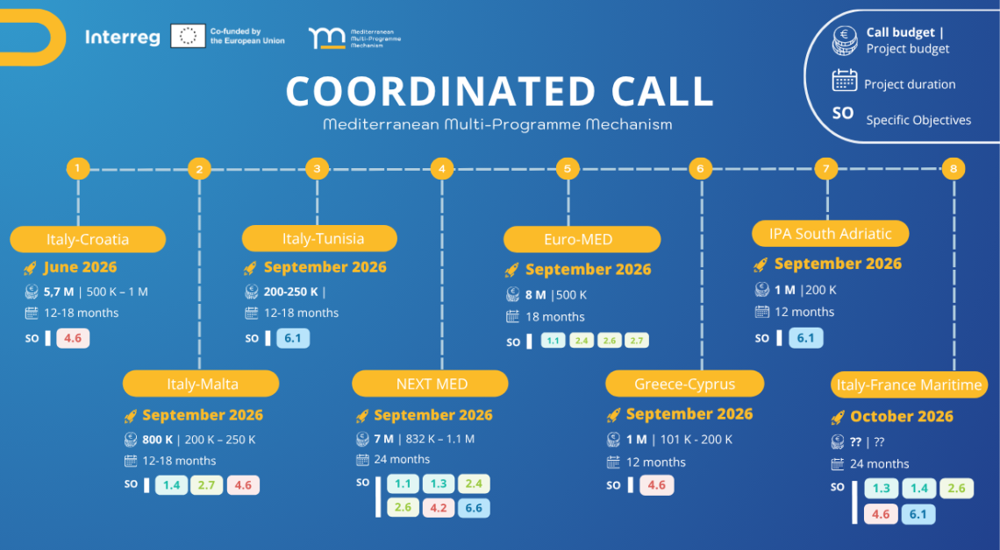 Interreg
Co-funded by
the European Union
Mediterranean
Multi-Programme
Mechanism
Call budget |
Project budget
Project duration
SO Specific Objectives
COORDINATED CALL
Mediterranean Multi-Programme Mechanism
1
2
3
4
5
6
7
8
Italy-Croatia
June 2026
5,7 M | 500 K – 1 M
12-18 months
SO 4.6
Italy-Malta
September 2026
800 K | 200 K – 250 K
12-18 months
SO 1.4 2.7 4.6
Italy-Tunisia
September 2026
200-250 K |
12-18 months
SO 6.1
NEXT MED
September 2026
7 M | 832 K – 1.1 M
24 months
SO 1.1 1.3 2.4
2.6 4.2 6.6
Euro-MED
September 2026
8 M |500 K
18 months
SO 1.1 2.4 2.6 2.7
Greece-Cyprus
September 2026
1 M | 101 K - 200 K
12 months
SO 4.6
IPA South Adriatic
September 2026
1 M |200 K
12 months
SO 6.1
Italy-France Maritime
October 2026
?? | ??
24 months
SO 1.3 1.4 2.6
4.6 6.1